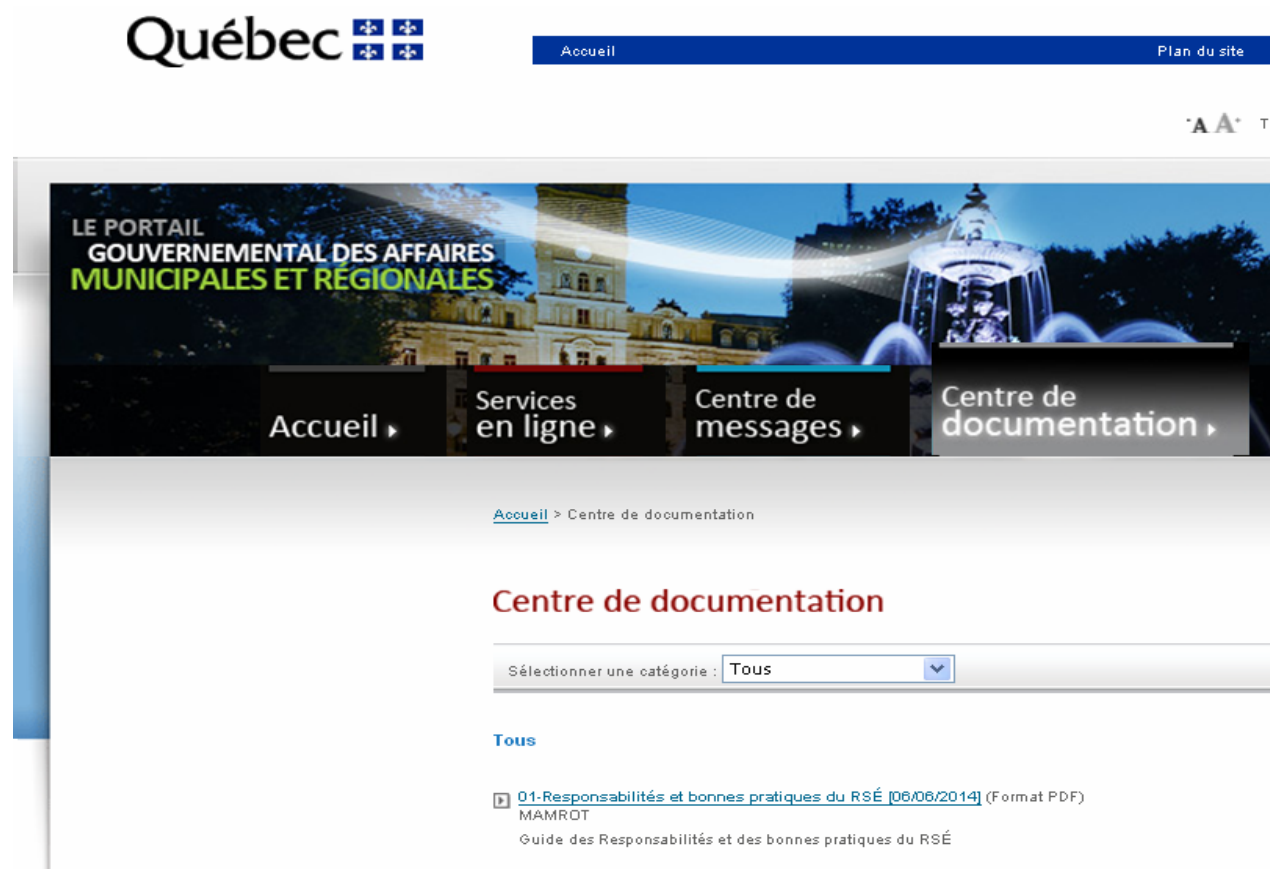 Québec
Accueil
Plan du site
-A A+ T
LE PORTAIL
GOUVERNEMENTAL DES AFFAIRES
MUNICIPALES ET RÉGIONALES
Accueil
Services
en ligne
Centre de
messages
Centre de
documentation
Accueil > Centre de documentation
Centre de documentation
Sélectionner une catégorie : Tous
Tous
01-Responsabilités et bonnes pratiques du RSÉ [06/06/2014] (Format PDF)
MAMROT
Guide des Responsabilités et des bonnes pratiques du RSÉ